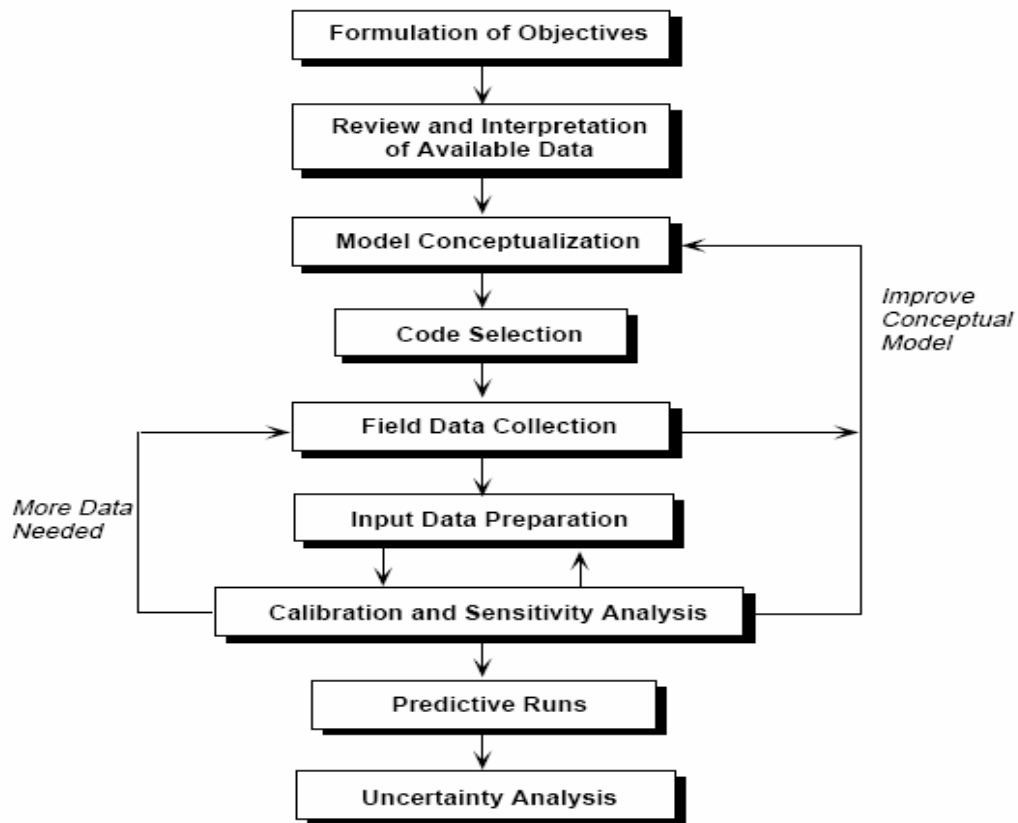 Formulation of Objectives
Review and Interpretation
of Available Data
Model Conceptualization
Improve
Conceptual
Model
Code Selection
Field Data Collection
More Data
Needed
Input Data Preparation
Calibration and Sensitivity Analysis
Predictive Runs
Uncertainty Analysis